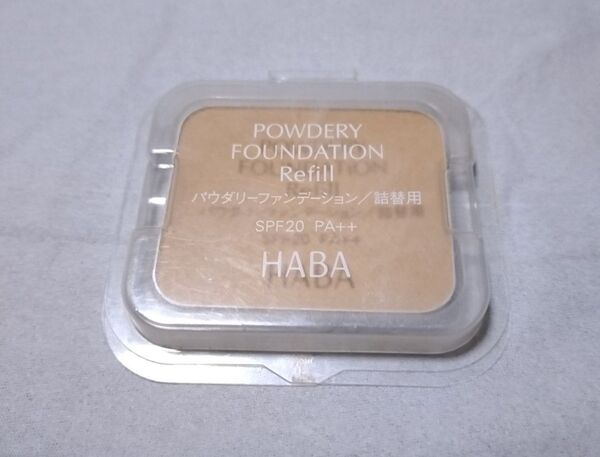 POWDERY
FOUNDATION
Refill
パウダリーファンデーション／詰替用
SPF20 PA++
HABA